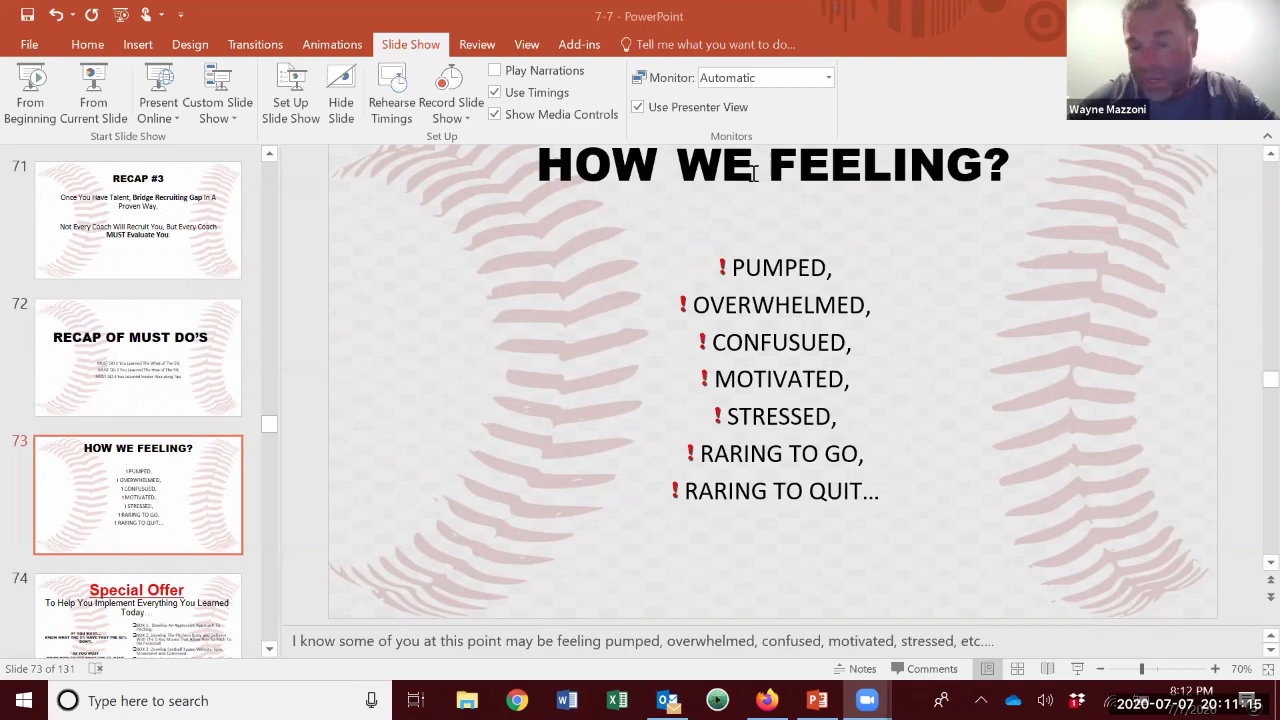 7-7 - PowerPoint
File Home Insert Design Transitions Animations Slide Show Review View Add-ins Tell me what you want to do...
From Beginning
From Current Slide
Present Online
Custom Slide Show
Start Slide Show
Set Up Slide Show
Hide Slide
Rehearse Timings
Record Slide Show
Play Narrations
Use Timings
Show Media Controls
Set Up
Monitor: Automatic
Use Presenter View
Monitors
Wayne Mazzoni
71
RECAP #3
Once You Have Talent, Bridge Recruiting Gap In A
Proven Way.
Not Every Coach Will Recruit You, But Every Coach
MUST Evaluate You
72
RECAP OF MUST DO'S
73
HOW WE FEELING?
! PUMPED,
! OVERWHELMED,
! CONFUSUED,
! MOTIVATED,
! STRESSED,
! RARING TO GO,
! RARING TO QUIT...
74
Special Offer
To Help You Implement Everything You Learned
Today...
HOW WE FEELING?
! PUMPED,
! OVERWHELMED,
! CONFUSUED,
! MOTIVATED,
! STRESSED,
! RARING TO GO,
! RARING TO QUIT...
I know some of you at this point may be feeling pumped, overwhelmed, confused, motivated, stressed, etc....
Slide 73 of 131
Notes Comments 70%
Type here to search
8:12 PM
2020-07-07 20:11:15